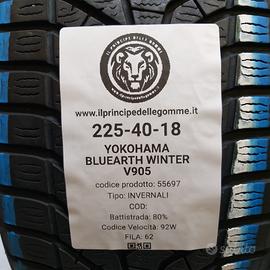 IL PRINCIPE DELLE GOMME
www.ilprincipedellegomme.it
225-40-18
YOKOHAMA
BLUEARTH WINTER
V905
codice prodotto: 55697
Tipo: INVERNALI
COD:
Battistrada: 80%
Codice Velocità: 92W
FILA: 62
subito